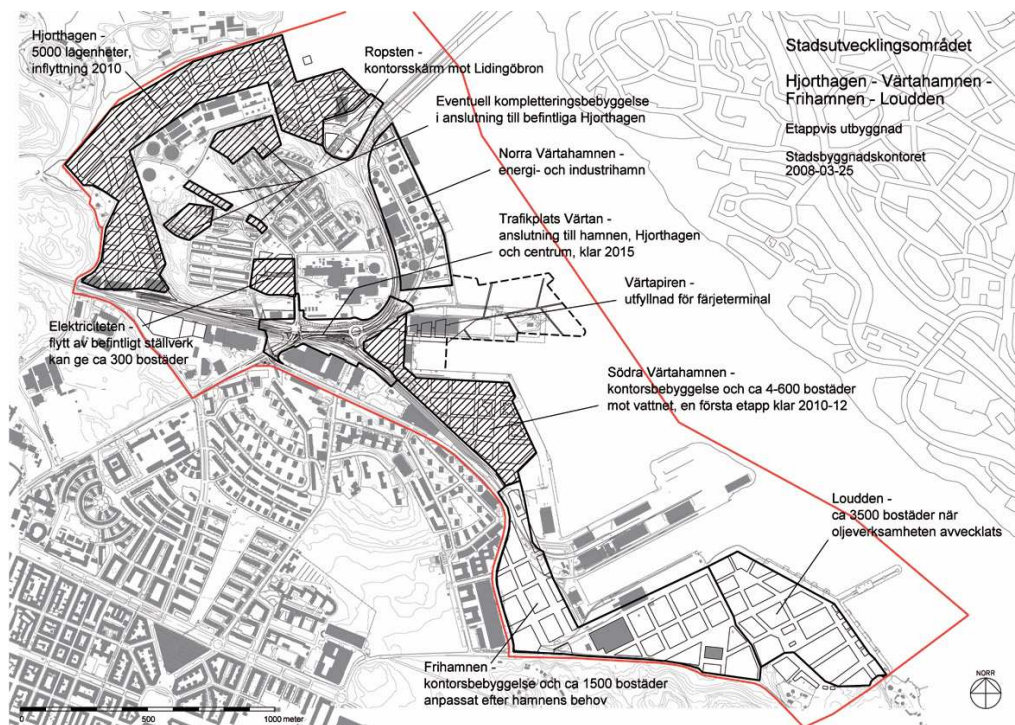 Hjorthagen -
5000 lägenheter,
inflyttning 2010
Ropsten -
kontorsskärm mot Lidingöbron
Eventuell kompletteringsbebyggelse
i anslutning till befintliga Hjorthagen
Norra Värtahamnen -
energi- och industrihamn
Trafikplats Värtan -
anslutning till hamnen, Hjorthagen
och centrum, klar 2015
Värtapiren -
utfyllnad för färjeterminal
Elektriciteten -
flytt av befintligt ställverk
kan ge ca 300 bostäder
Södra Värtahamnen -
kontorsbebyggelse och ca 4-600 bostäder
mot vattnet, en första etapp klar 2010-12
Loudden -
ca 3500 bostäder när
oljeverksamheten avvecklats
Frihamnen -
kontorsbebyggelse och ca 1500 bostäder
anpassat efter hamnens behov
Stadsutvecklingsområdet
Hjorthagen - Värtahamnen -
Frihamnen - Loudden
Etappvis utbyggnad
Stadsbyggnadskontoret
2008-03-25
NORR
0 500 1000 meter